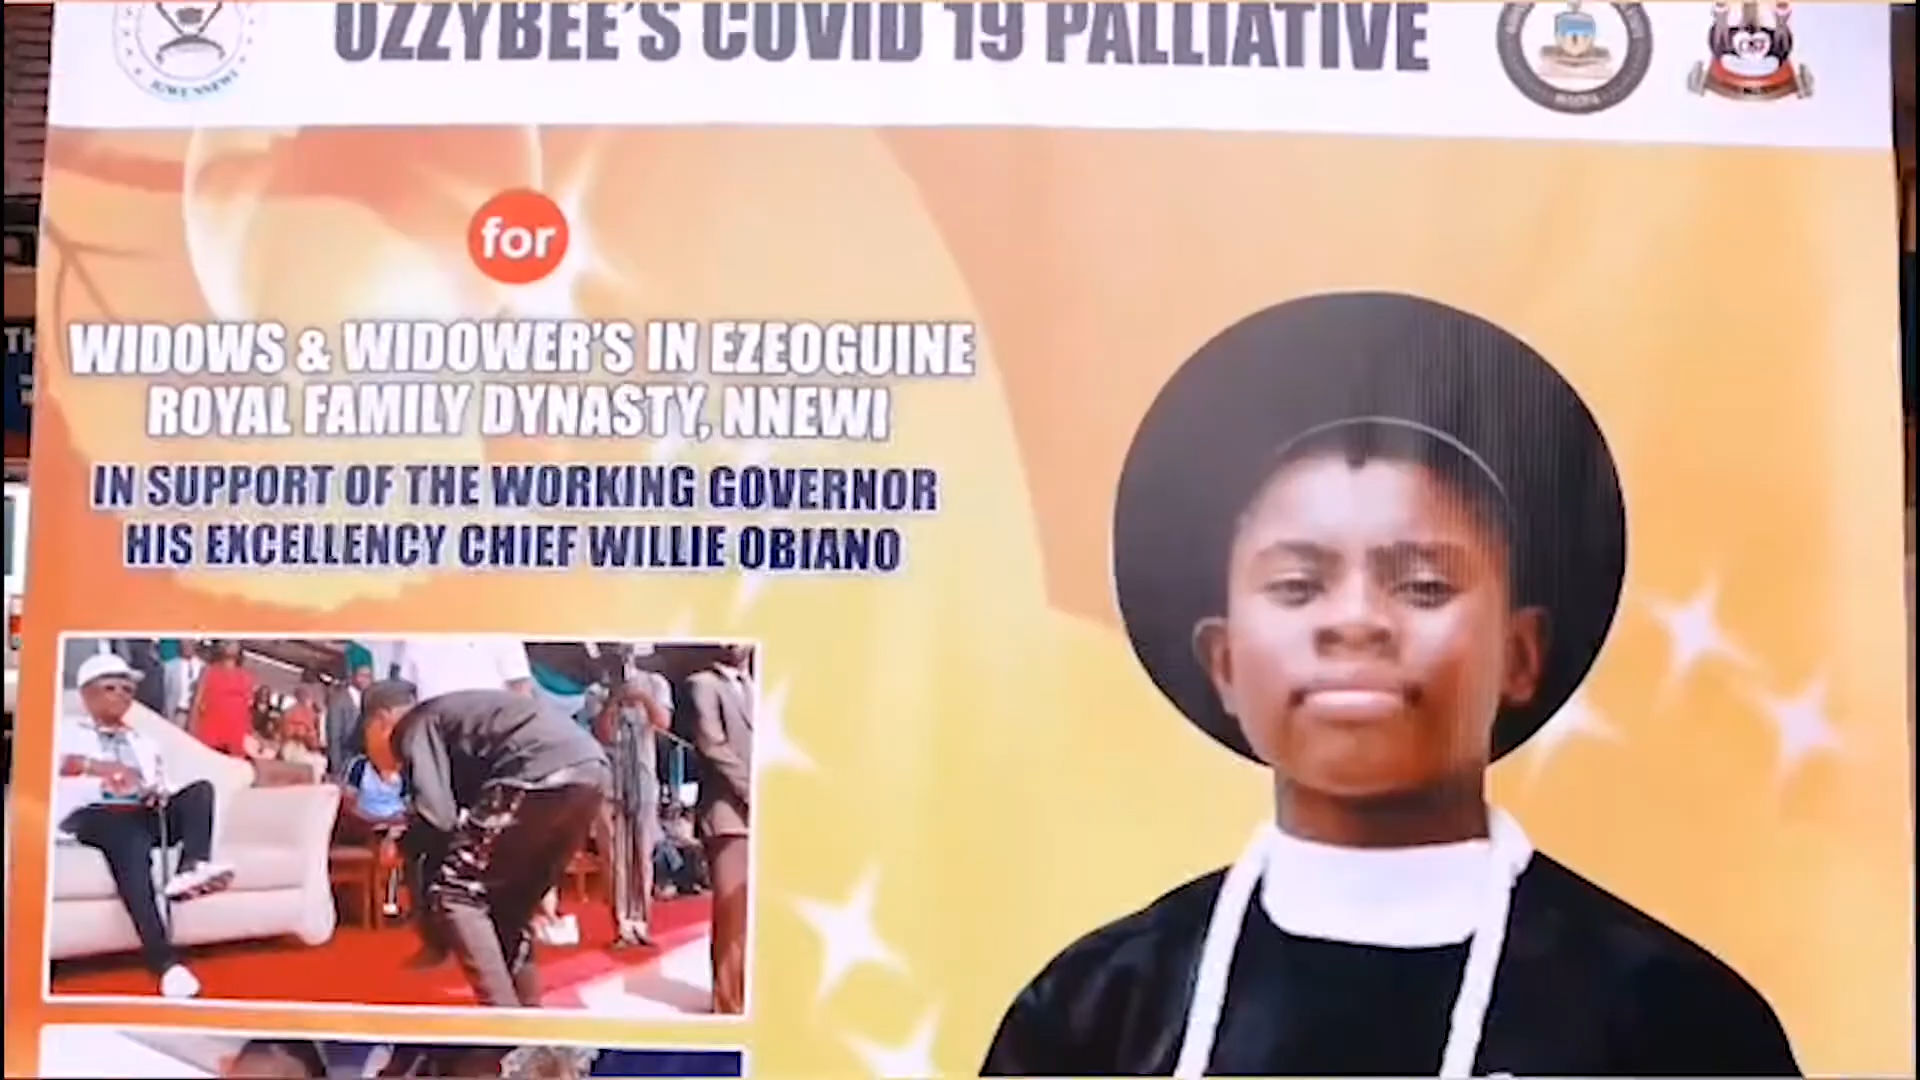 OZZYBEE'S COVID 19 PALLIATIVE
for
WIDOWS & WIDOWER'S IN EZEOGUINE
ROYAL FAMILY DYNASTY, NNEWI
IN SUPPORT OF THE WORKING GOVERNOR
HIS EXCELLENCY CHIEF WILLIE OBIANO